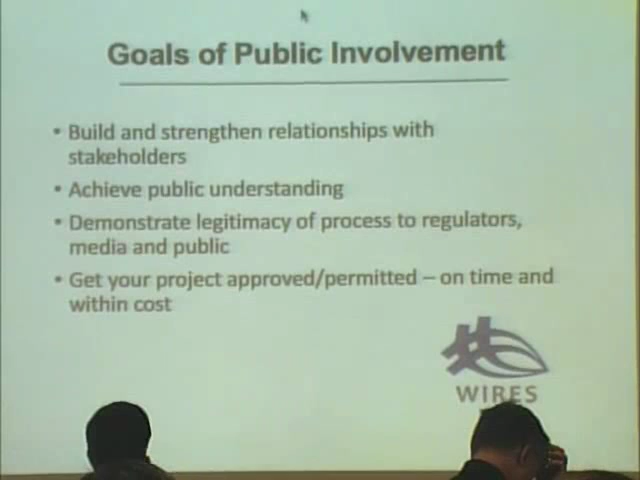 Goals of Public Involvement
• Build and strengthen relationships with
stakeholders
• Achieve public understanding
• Demonstrate legitimacy of process to regulators,
media and public
• Get your project approved/permitted – on time and
within cost
WIRES